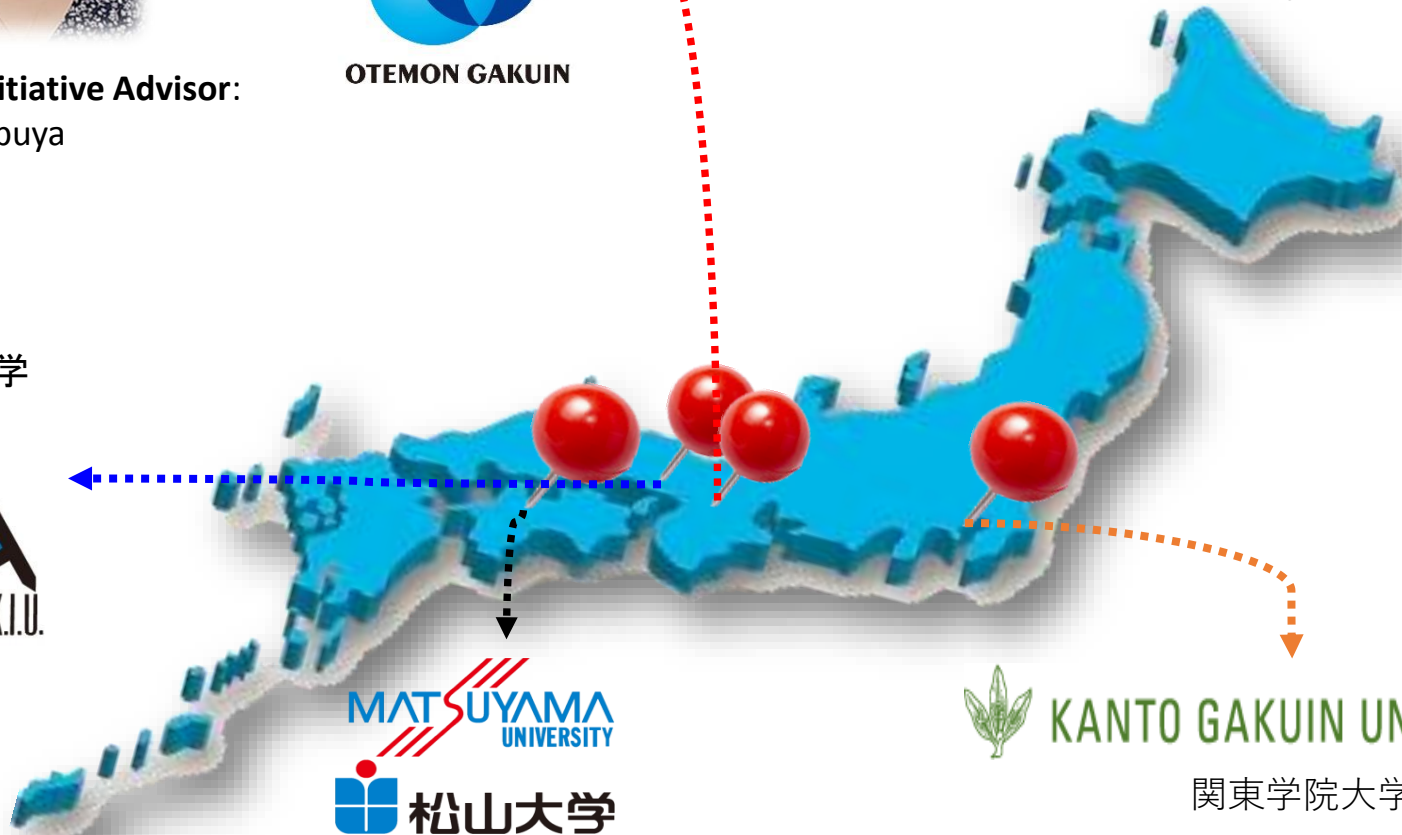 OTEMON GAKUIN
itiative Advisor:
buya
学
K.I.U.
MATSUYAMA
UNIVERSITY
松山大学
KANTO GAKUIN UN
関東学院大学